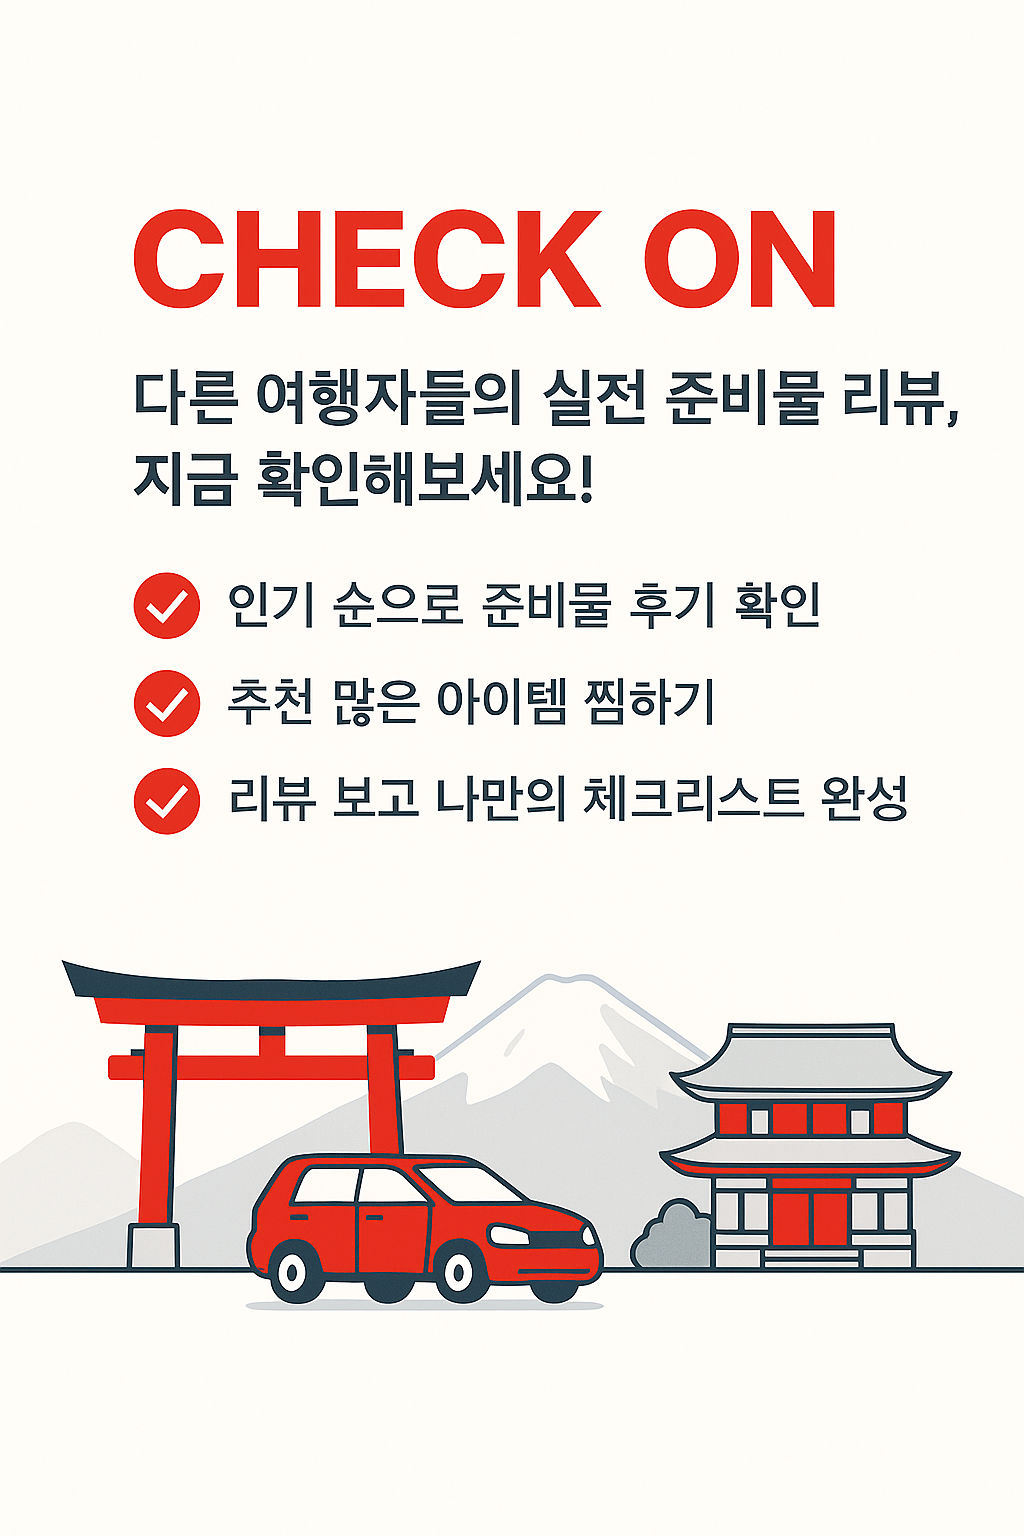 CHECK ON
다른 여행자들의 실전 준비물 리뷰,
지금 확인해보세요!
인기 순으로 준비물 후기 확인
추천 많은 아이템 찜하기
리뷰 보고 나만의 체크리스트 완성